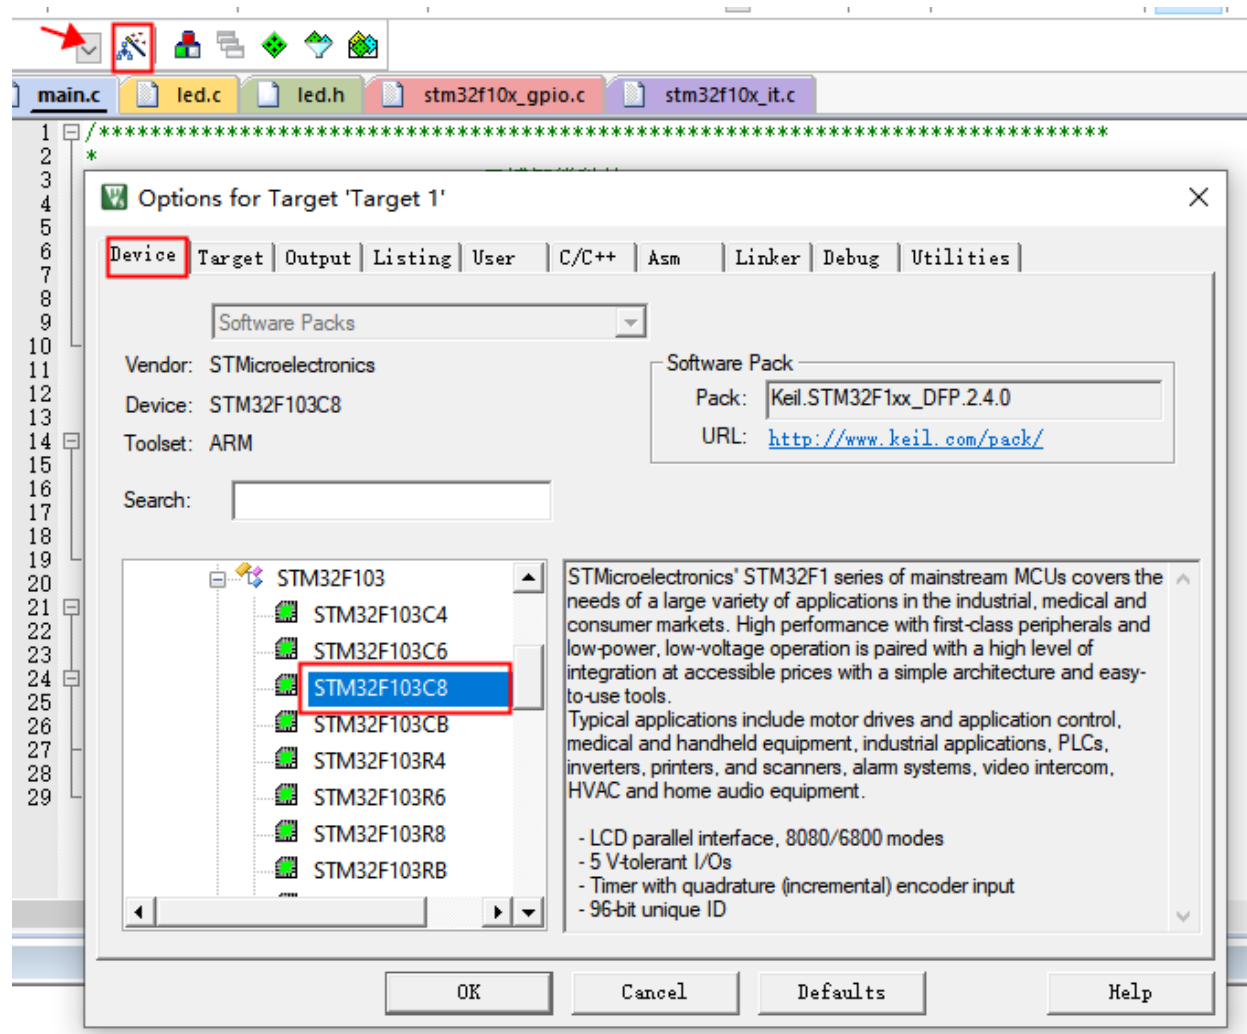 main.c led.c led.h stm32f10x_gpio.c stm32f10x_it.c
1 /*******************************************************************************
2 *
3
4
5
6
7
8
9
10
11
12
13
14
15
16
17
18
19
20
21
22
23
24
25
26
27
28
29
Options for Target 'Target 1'
Device Target Output Listing User C/C++ Asm Linker Debug Utilities
Software Packs
Vendor: STMicroelectronics
Device: STM32F103C8
Toolset: ARM
Search:
Software Pack
Pack: Keil.STM32F1xx_DFP.2.4.0
URL: http://www.keil.com/pack/
STM32F103
STM32F103C4
STM32F103C6
STM32F103C8
STM32F103CB
STM32F103R4
STM32F103R6
STM32F103R8
STM32F103RB
STMicroelectronics' STM32F1 series of mainstream MCUs covers the
needs of a large variety of applications in the industrial, medical and
consumer markets. High performance with first-class peripherals and
low-power, low-voltage operation is paired with a high level of
integration at accessible prices with a simple architecture and easy-
to-use tools.
Typical applications include motor drives and application control,
medical and handheld equipment, industrial applications, PLCs,
inverters, printers, and scanners, alarm systems, video intercom,
HVAC and home audio equipment.
- LCD parallel interface, 8080/6800 modes
- 5 V-tolerant I/Os
- Timer with quadrature (incremental) encoder input
- 96-bit unique ID
OK Cancel Defaults Help